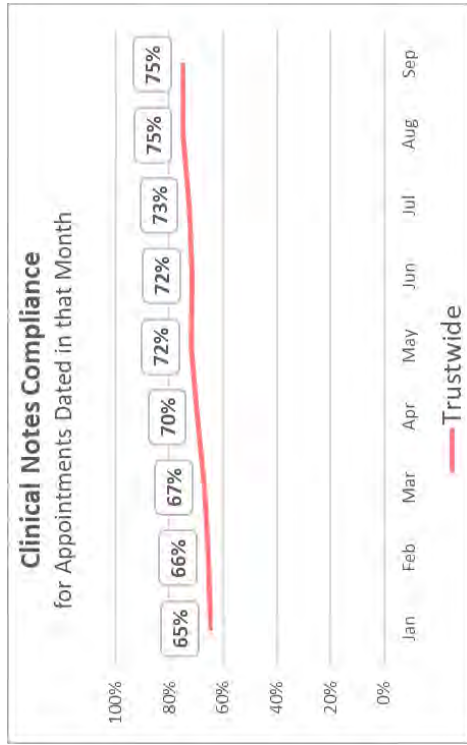 Clinical Notes Compliance
for Appointments Dated in that Month
100%
80%
60%
40%
20%
0%
65%
66%
67%
70%
72%
72%
73%
75%
75%
Jan
Feb
Mar
Apr
May
Jun
Jul
Aug
Sep
Trustwide